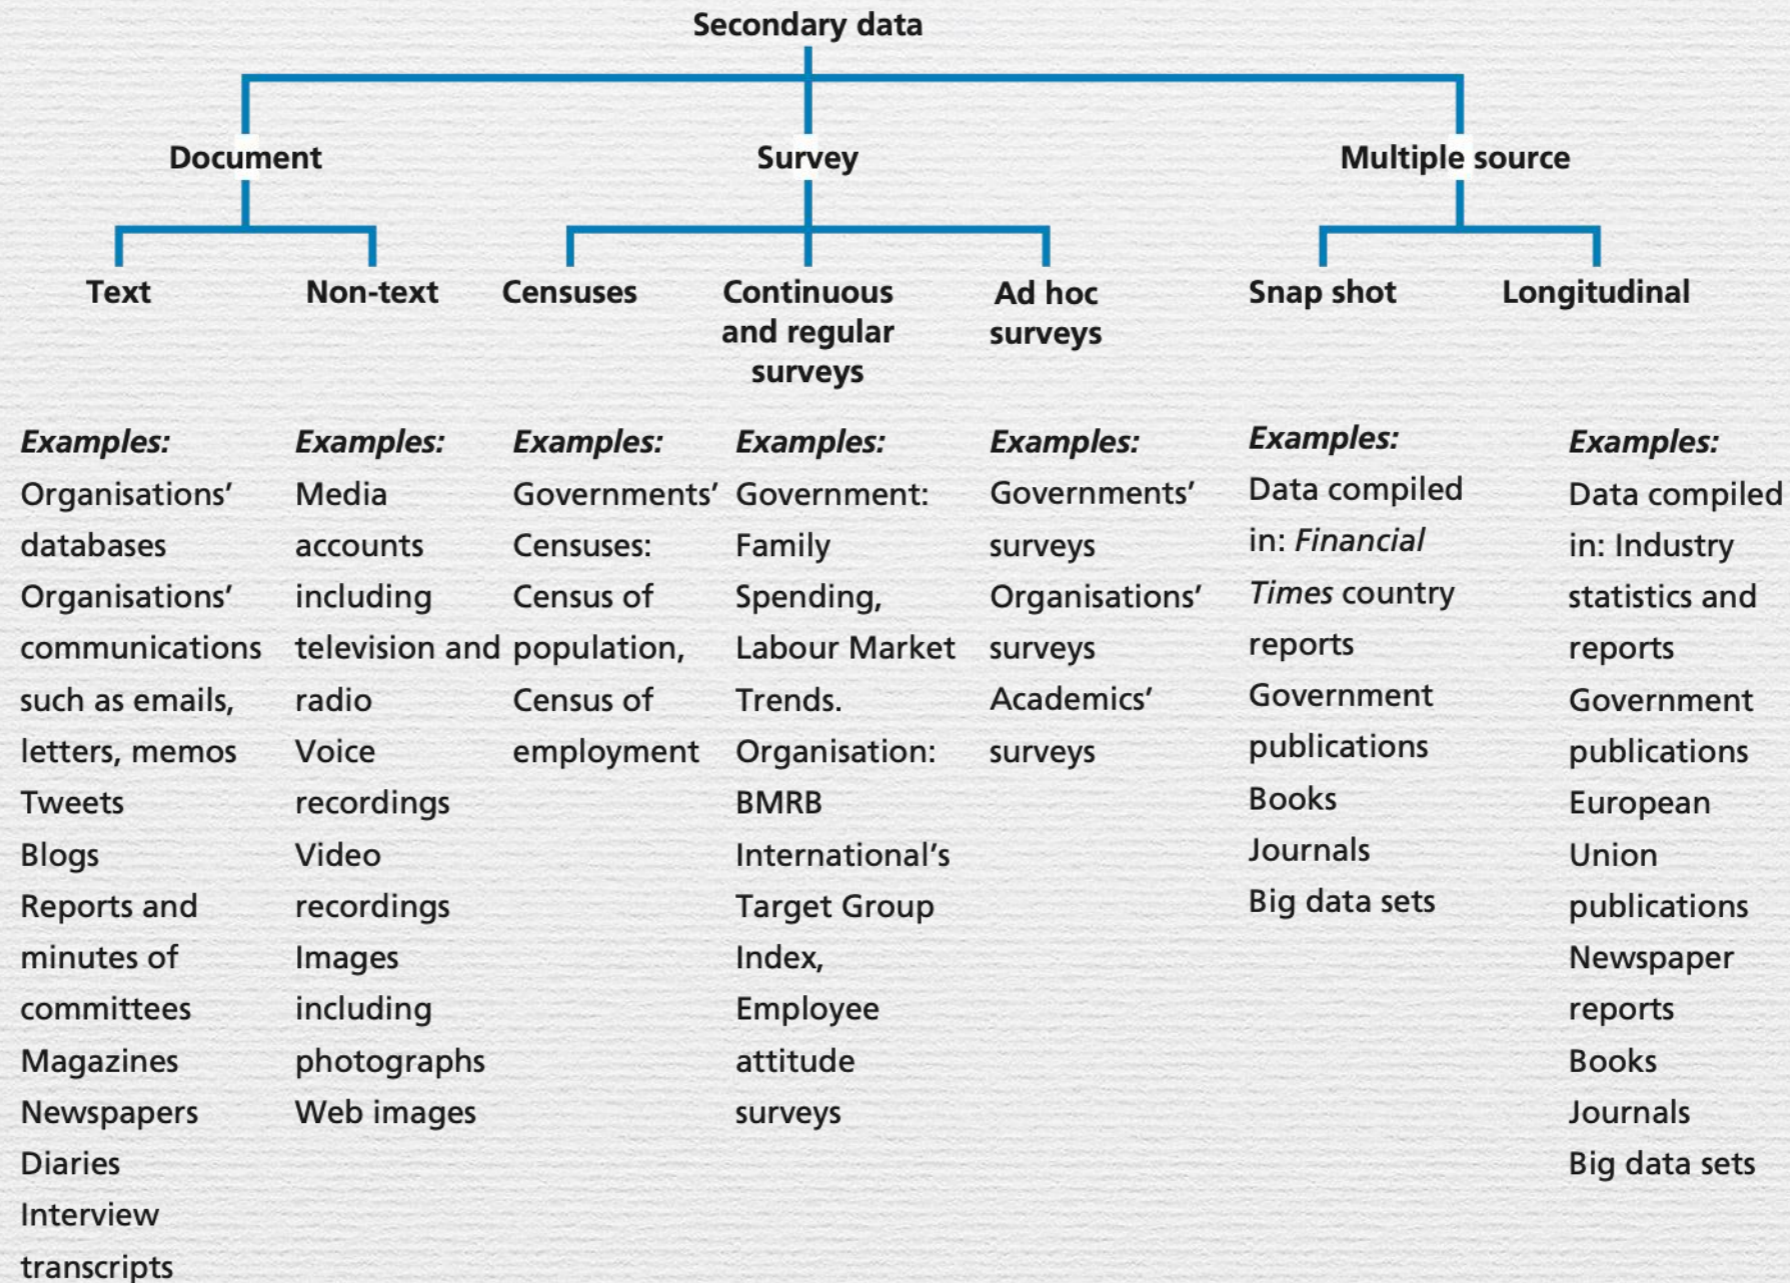 Secondary data
Document
Survey
Multiple source
Text
Non-text
Censuses
Continuous
and regular
surveys
Ad hoc
surveys
Snap shot
Longitudinal
Examples:
Organisations’
databases
Organisations’
communications
such as emails,
letters, memos
Tweets
Blogs
Reports and
minutes of
committees
Magazines
Newspapers
Diaries
Interview
transcripts
Examples:
Media
accounts
including
television and
radio
Voice
recordings
Video
recordings
Images
including
photographs
Web images
Examples:
Governments’
Censuses:
Census of
population,
Census of
employment
Examples:
Government:
Family
Spending,
Labour Market
Trends.
Organisation:
BMRB
International’s
Target Group
Index,
Employee
attitude
surveys
Examples:
Governments’
surveys
Organisations’
surveys
Academics’
surveys
Examples:
Data compiled
in: Financial
Times country
reports
Government
publications
Books
Journals
Big data sets
Examples:
Data compiled
in: Industry
statistics and
reports
Government
publications
European
Union
publications
Newspaper
reports
Books
Journals
Big data sets